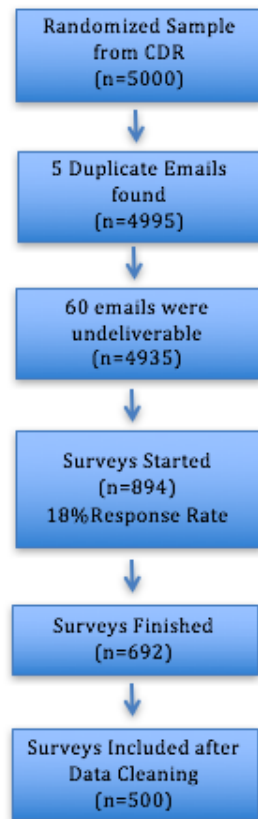 Randomized Sample
from CDR
(n=5000)
5 Duplicate Emails
found
(n=4995)
60 emails were
undeliverable
(n=4935)
Surveys Started
(n=894)
18%Response Rate
Surveys Finished
(n=692)
Surveys Included after
Data Cleaning
(n=500)